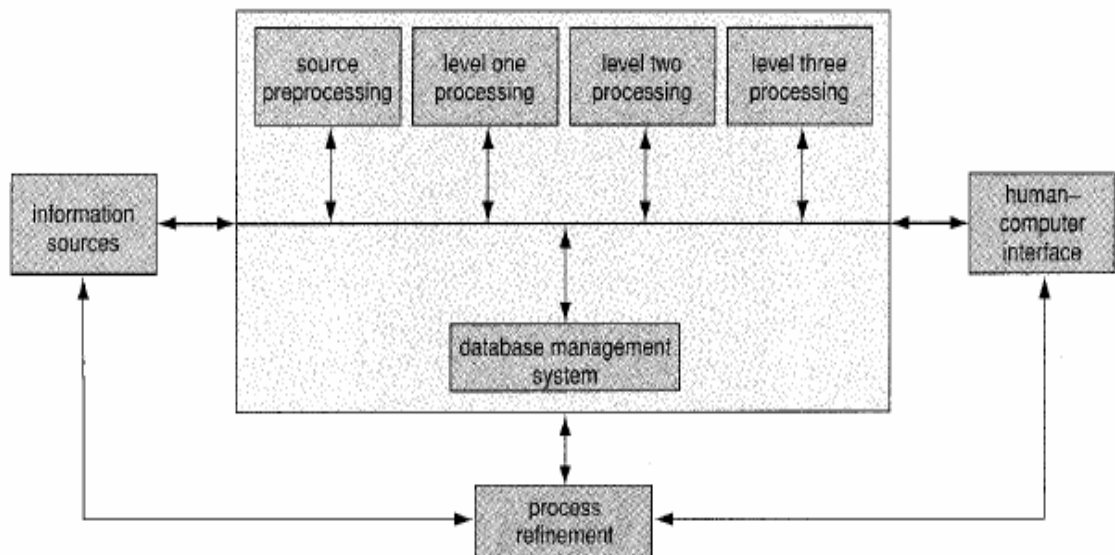 source
preprocessing
level one
processing
level two
processing
level three
processing
information
sources
human–
computer
interface
database management
system
process
refinement